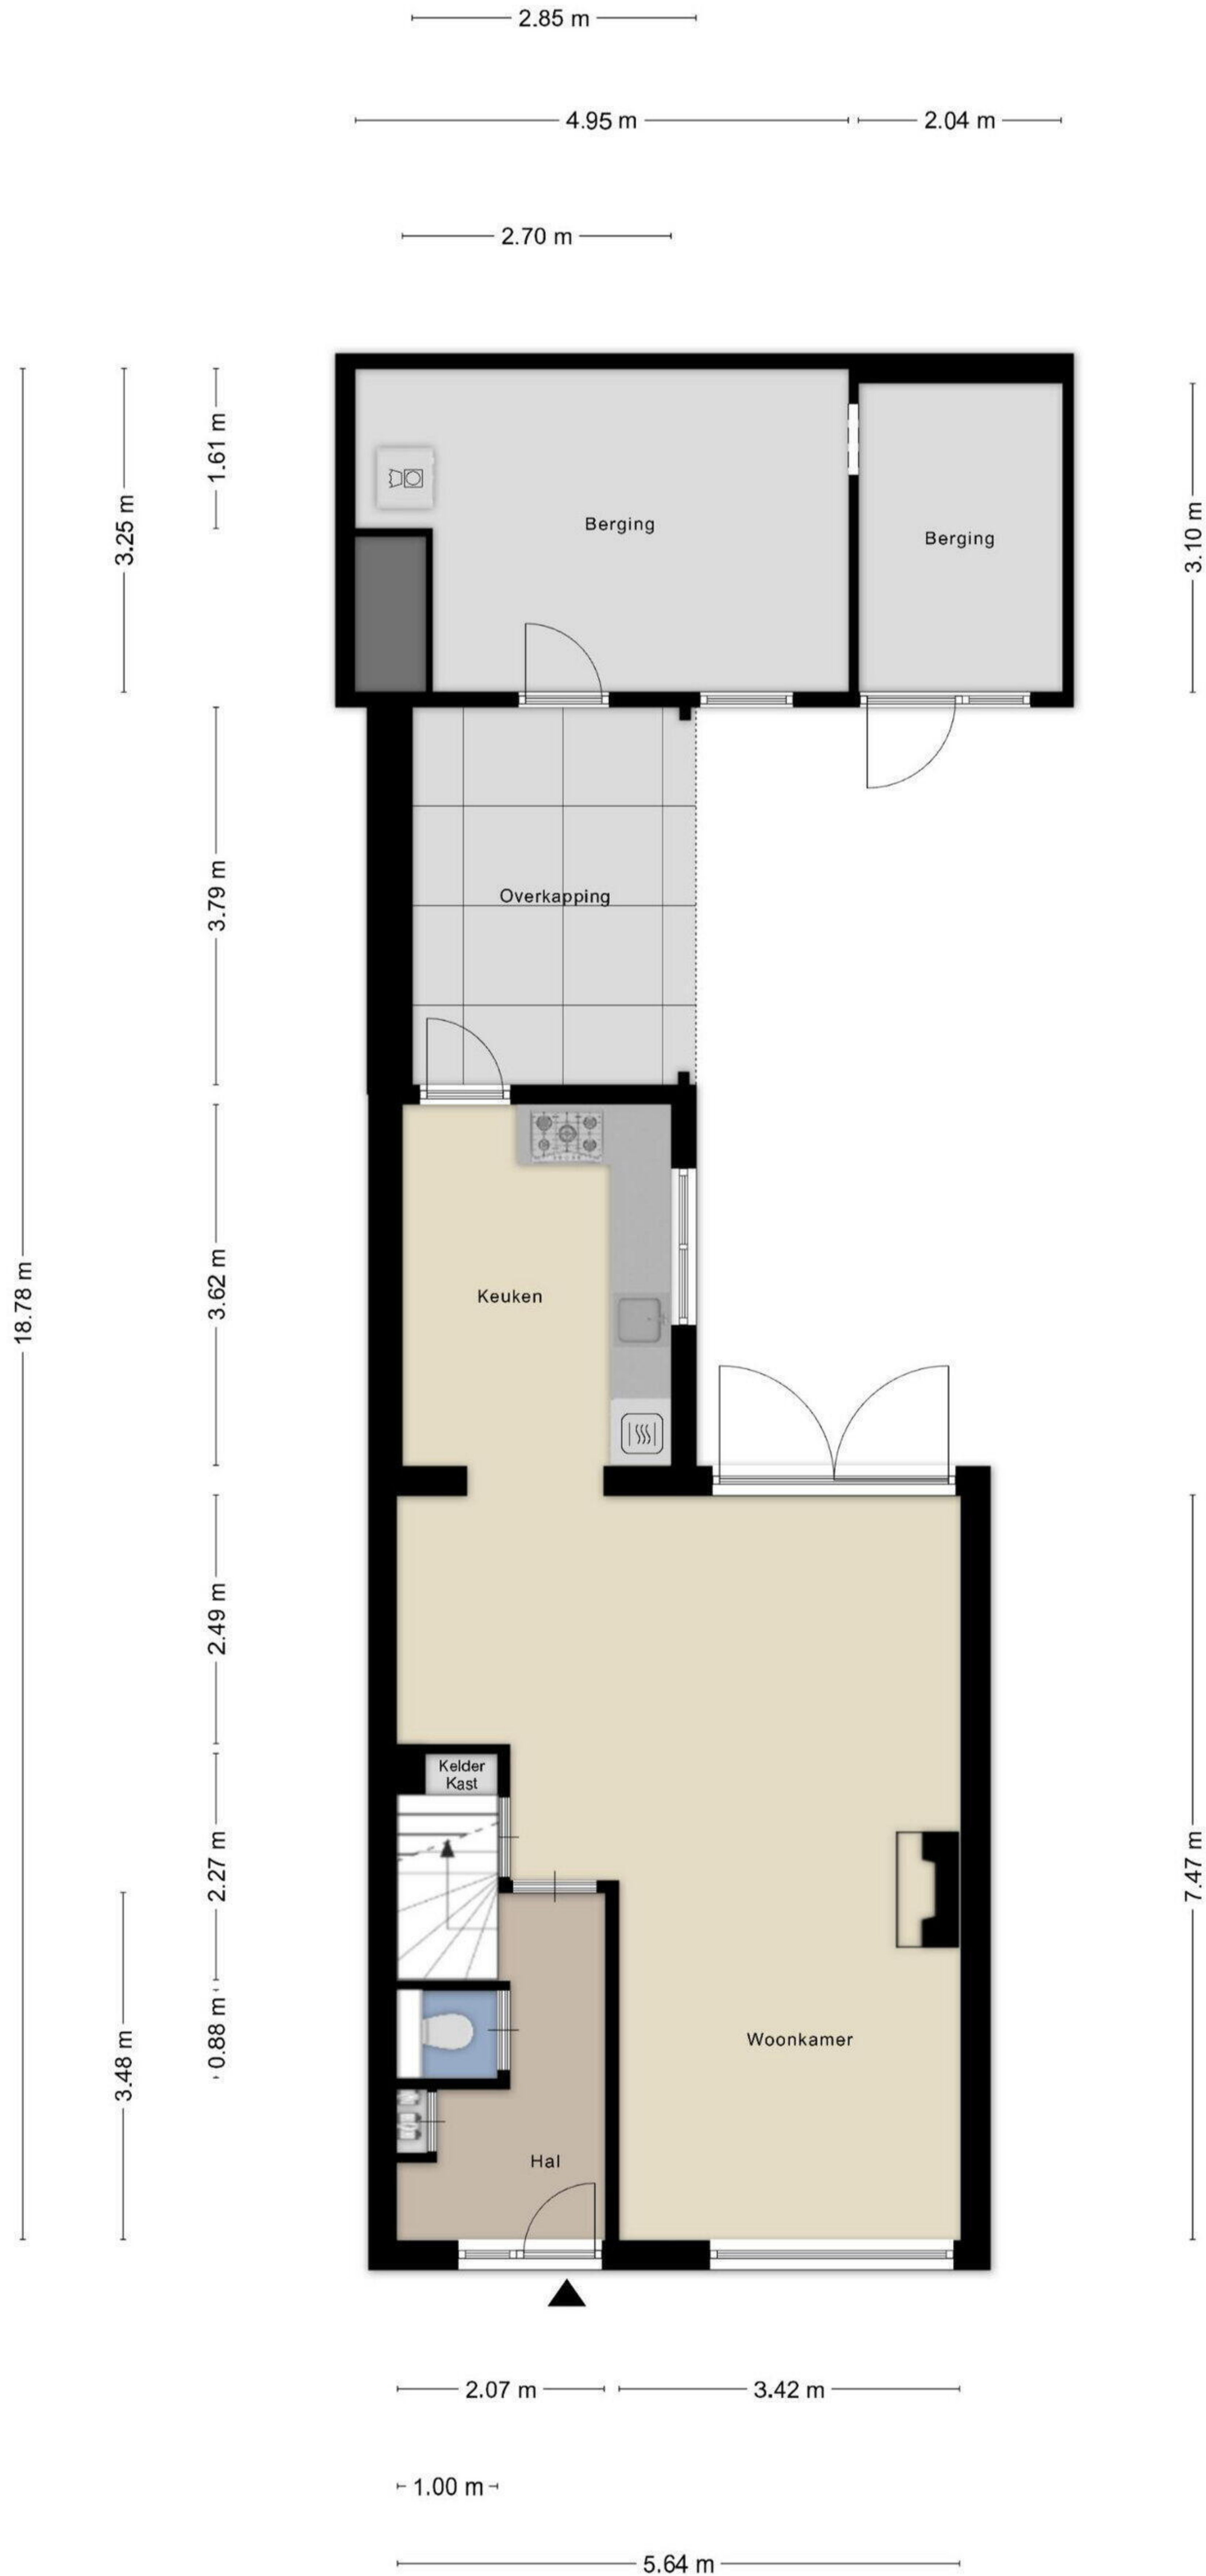 2.85 m
4.95 m
2.04 m
2.70 m
1.61 m
3.25 m
3.10 m
Berging
Berging
3.79 m
Overkapping
18.78 m
3.62 m
Keuken
2.49 m
Kelder
Kast
2.27 m
7.47 m
0.88 m
3.48 m
Woonkamer
Hal
2.07 m
3.42 m
1.00 m
5.64 m